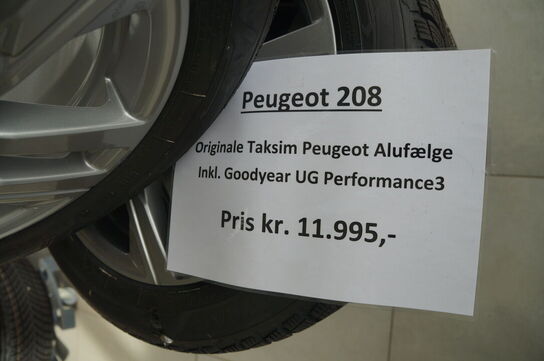 Peugeot 208
Originale Taksim Peugeot Alufælge
Inkl. Goodyear UG Performance3
Pris kr. 11.995,-